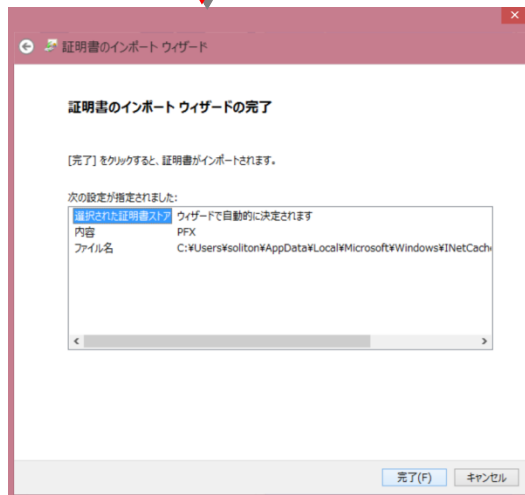 証明書のインポート ウィザード
証明書のインポート ウィザードの完了
[完了] をクリックすると、証明書がインポートされます。
次の設定が指定されました:
選択された証明書ストア ウィザードで自動的に決定されます
内容 PFX
ファイル名 C:¥Users¥soliton¥AppData¥Local¥Microsoft¥Windows¥INetCach
完了(F) キャンセル